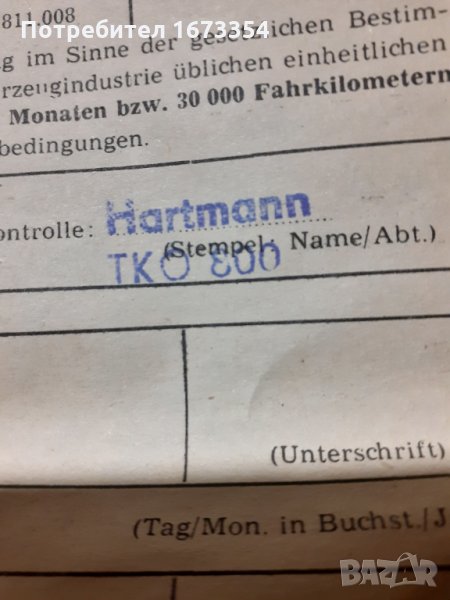 Потребител 1673354
811.008
g im Sinne der gesetzlichen Bestim-
rzeugindustrie üblichen einheitlichen
Monaten bzw. 30 000 Fahrkilometern
bedingungen.
ontrolle: Hartmann
(Stempel, Name/Abt.)
TKO 800
(Unterschrift)
(Tag/Mon. in Buchst./J
BAZAR